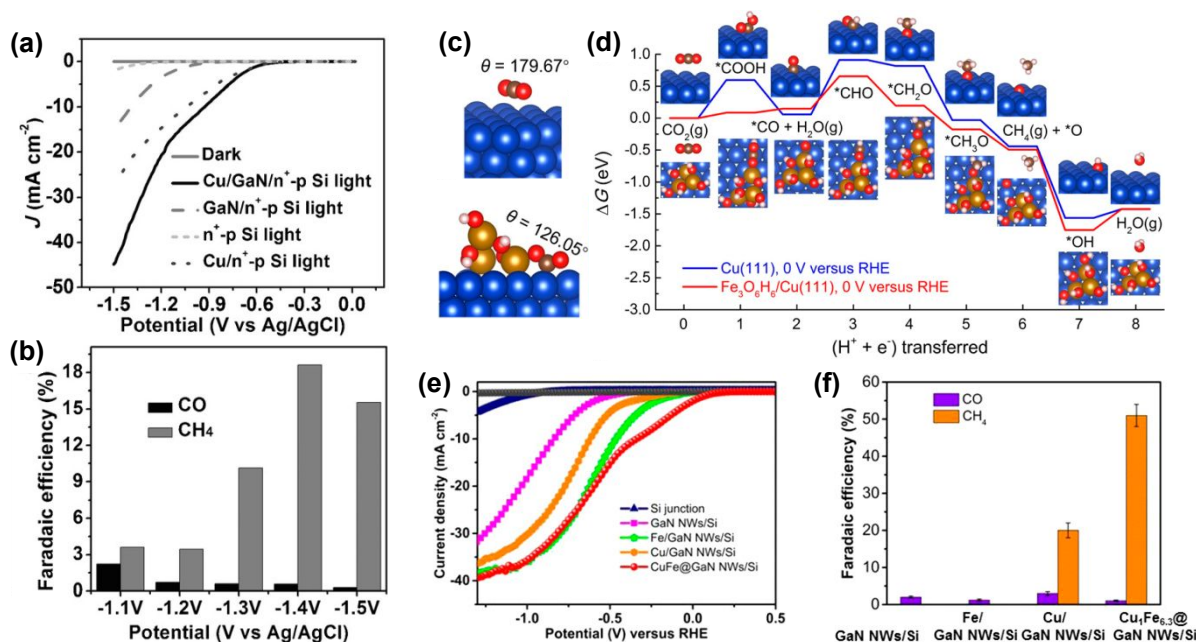 (a)
0
-10
-20
-30
-40
-50
J (mA cm⁻²)
Dark
Cu/GaN/n⁺-p Si light
GaN/n⁺-p Si light
n⁺-p Si light
Cu/n⁺-p Si light
-1.5 -1.2 -0.9 -0.6 -0.3 0.0
Potential (V vs Ag/AgCl)
(b)
18
15
12
9
6
3
0
Faradaic efficiency (%)
CO
CH₄
-1.1V -1.2V -1.3V -1.4V -1.5V
Potential (V vs Ag/AgCl)
(c)
θ = 179.67°
θ = 126.05°
(d)
1.0
0.5
0.0
-0.5
-1.0
-1.5
-2.0
-2.5
-3.0
ΔG (eV)
*COOH
*CHO
*CH₂O
CO₂(g)
*CO + H₂O(g)
*CH₃O
CH₄(g) + *O
*OH
H₂O(g)
Cu(111), 0 V versus RHE
Fe₃O₆H₆/Cu(111), 0 V versus RHE
0 1 2 3 4 5 6 7 8
(H⁺ + e⁻) transferred
(e)
0
-10
-20
-30
-40
Current density (mA cm⁻²)
Si junction
GaN NWs/Si
Fe/GaN NWs/Si
Cu/GaN NWs/Si
CuFe@GaN NWs/Si
-1.0 -0.5 0.0 0.5
Potential (V) versus RHE
(f)
60
50
40
30
20
10
0
Faradaic efficiency (%)
CO
CH₄
GaN NWs/Si
Fe/
GaN NWs/Si
Cu/
GaN NWs/Si
Cu₁Fe₆.₃@
GaN NWs/Si